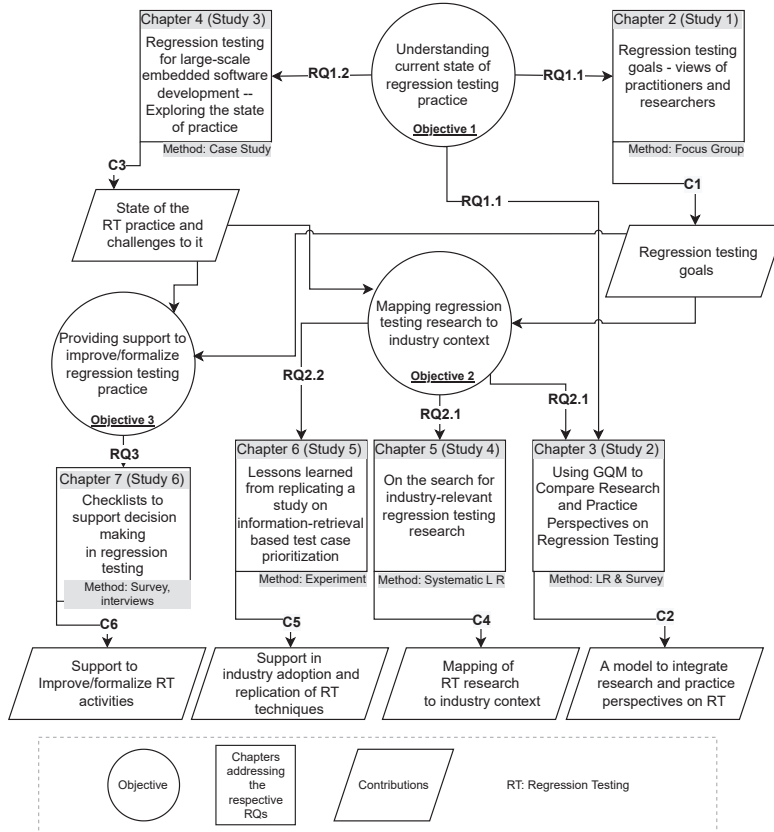 Chapter 4 (Study 3)
Regression testing
for large-scale
embedded software
development --
Exploring the state
of practice
Method: Case Study
RQ1.2
Understanding
current state of
regression testing
practice
Objective 1
RQ1.1
Chapter 2 (Study 1)
Regression testing
goals - views of
practitioners and
researchers
Method: Focus Group
C3
C1
RQ1.1
State of the
RT practice and
challenges to it
Regression testing
goals
Providing support to
improve/formalize
regression testing
practice
Objective 3
Mapping regression
testing research to
industry context
Objective 2
RQ2.2
RQ2.1
RQ2.1
RQ3
Chapter 7 (Study 6)
Checklists to
support decision
making
in regression
testing
Method: Survey,
interviews
Chapter 6 (Study 5)
Lessons learned
from replicating a
study on
information-retrieval
based test case
prioritization
Method: Experiment
Chapter 5 (Study 4)
On the search for
industry-relevant
regression testing
research
Method: Systematic L R
Chapter 3 (Study 2)
Using GQM to
Compare Research
and Practice
Perspectives on
Regression Testing
Method: LR & Survey
C6
C5
C4
C2
Support to
Improve/formalize RT
activities
Support in
industry adoption and
replication of RT
techniques
Mapping of
RT research
to industry context
A model to integrate
research and practice
perspectives on RT
Objective
Chapters
addressing
the
respective
RQs
Contributions
RT: Regression Testing